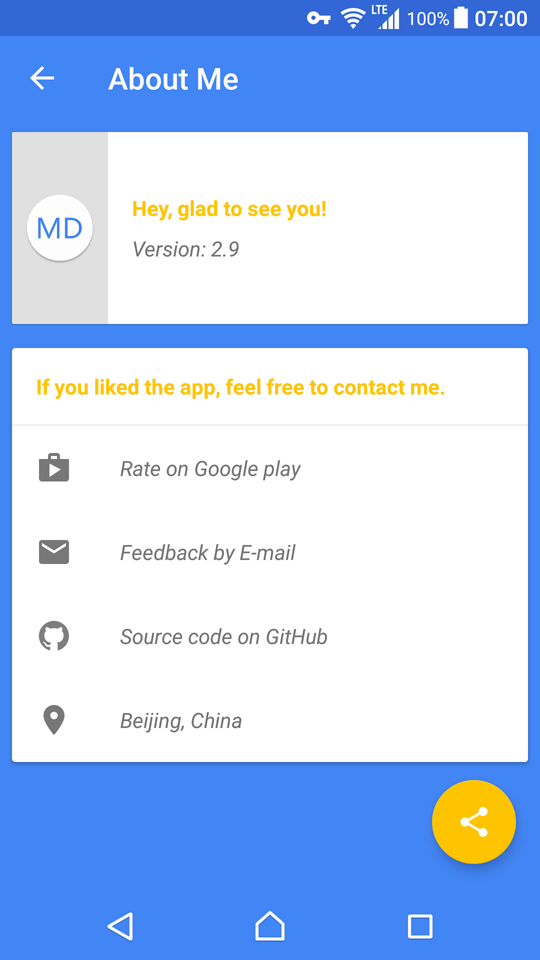 LTE 100% 07:00
About Me
MD
Hey, glad to see you!
Version: 2.9
If you liked the app, feel free to contact me.
Rate on Google play
Feedback by E-mail
Source code on GitHub
Beijing, China